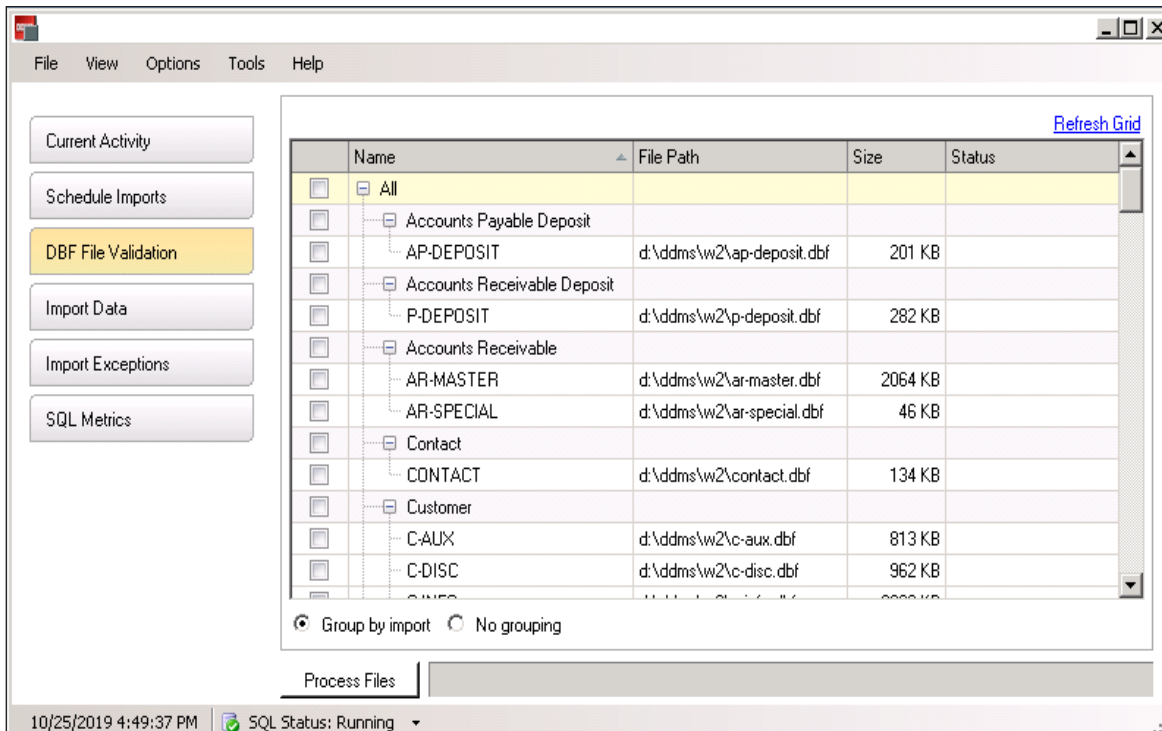 File View Options Tools Help
Current Activity
Schedule Imports
DBF File Validation
Import Data
Import Exceptions
SQL Metrics
Refresh Grid
Name File Path Size Status
All
Accounts Payable Deposit
AP-DEPOSIT d:\ddms\w2\ap-deposit.dbf 201 KB
Accounts Receivable Deposit
P-DEPOSIT d:\ddms\w2\p-deposit.dbf 282 KB
Accounts Receivable
AR-MASTER d:\ddms\w2\ar-master.dbf 2064 KB
AR-SPECIAL d:\ddms\w2\ar-special.dbf 46 KB
Contact
CONTACT d:\ddms\w2\contact.dbf 134 KB
Customer
C-AUX d:\ddms\w2\c-aux.dbf 813 KB
C-DISC d:\ddms\w2\c-disc.dbf 962 KB
Group by import No grouping
Process Files
10/25/2019 4:49:37 PM SQL Status: Running